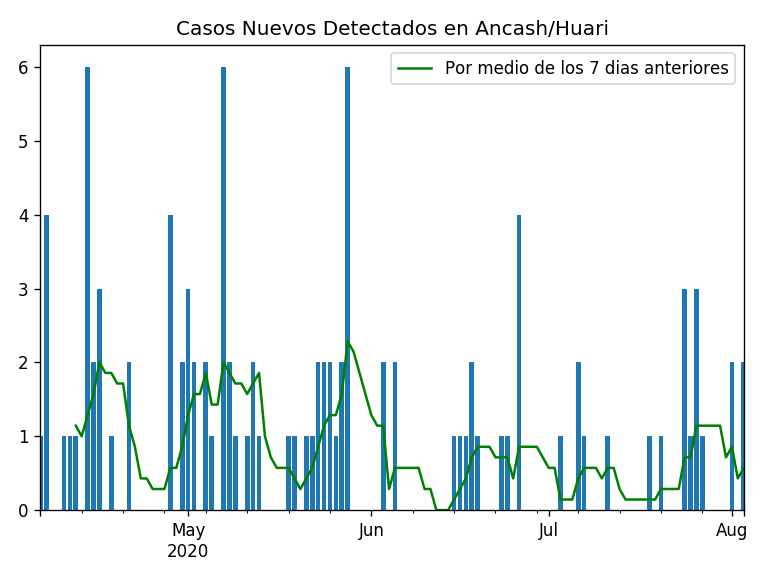 Casos Nuevos Detectados en Ancash/Huari
Por medio de los 7 dias anteriores
6
5
4
3
2
1
0
May
2020
Jun
Jul
Aug